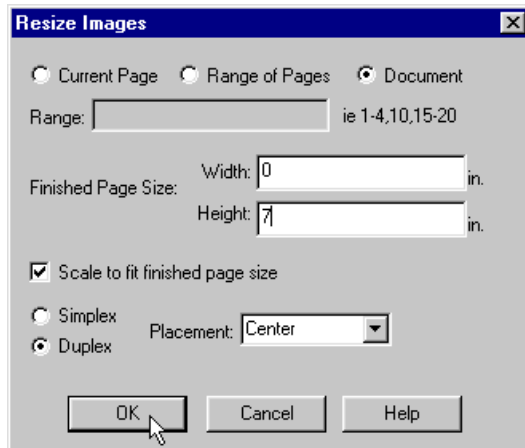 Resize Images
Current Page Range of Pages Document
Range: ie 1-4,10,15-20
Width: 0 in.
Finished Page Size:
Height: 7 in.
Scale to fit finished page size
Simplex
Placement: Center
Duplex
OK Cancel Help